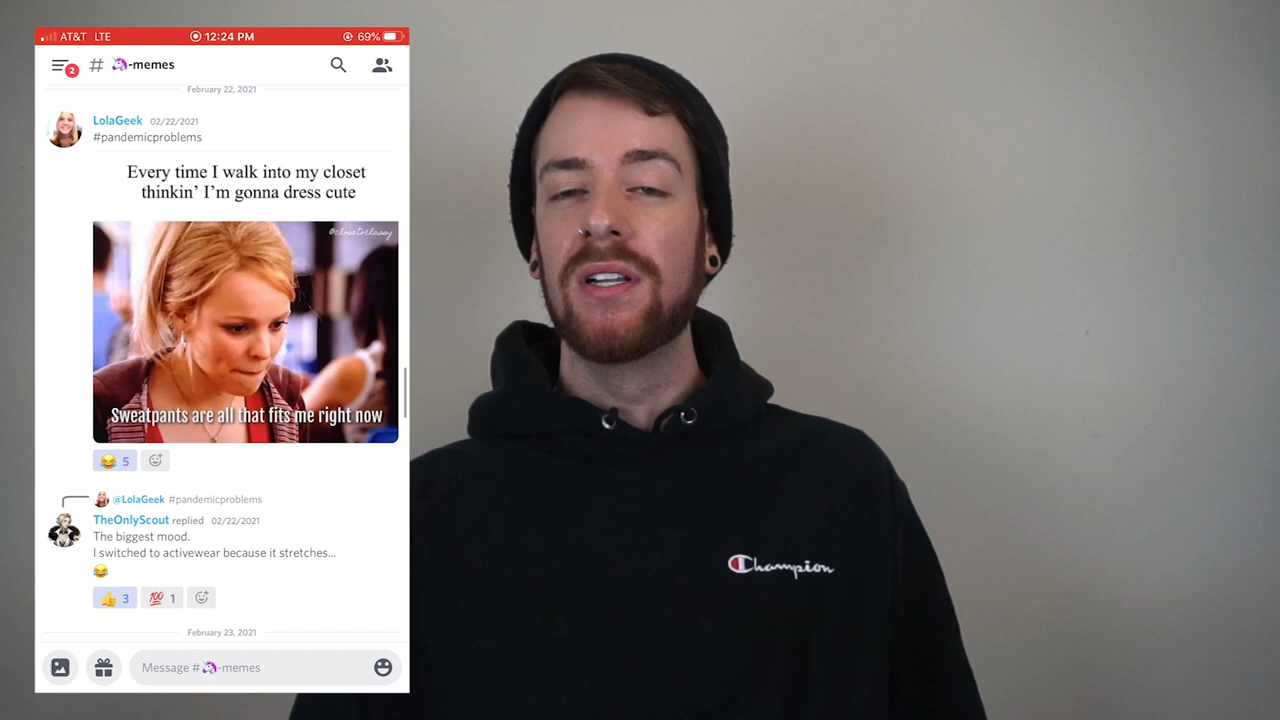 AT&T LTE 12:24 PM 69%
2 # 🦄-memes
February 22, 2021
LolaGeek 02/22/2021
#pandemicproblems
Every time I walk into my closet
thinkin' I'm gonna dress cute
@closetoclassy
Sweatpants are all that fits me right now
😂 5
@LolaGeek #pandemicproblems
TheOnlyScout replied 02/22/2021
The biggest mood.
I switched to activewear because it stretches...
😂
👍 3 💯 1
February 23, 2021
Message #🦄-memes
Champion